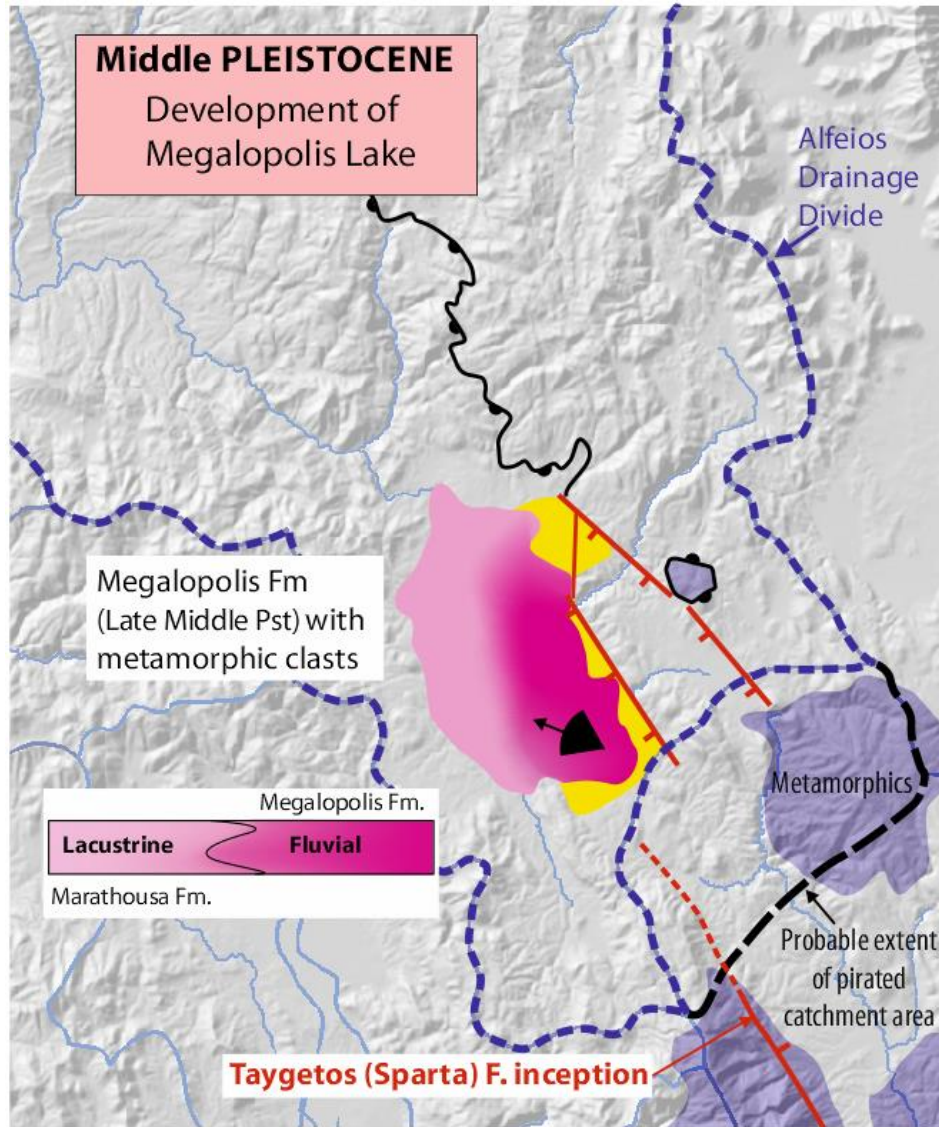 Middle PLEISTOCENE
Development of
Megalopolis Lake
Alfeios
Drainage
Divide
Megalopolis Fm
(Late Middle Pst) with
metamorphic clasts
Metamorphics
Megalopolis Fm.
Lacustrine
Fluvial
Marathousa Fm.
Probable extent
of pirated
catchment area
Taygetos (Sparta) F. inception